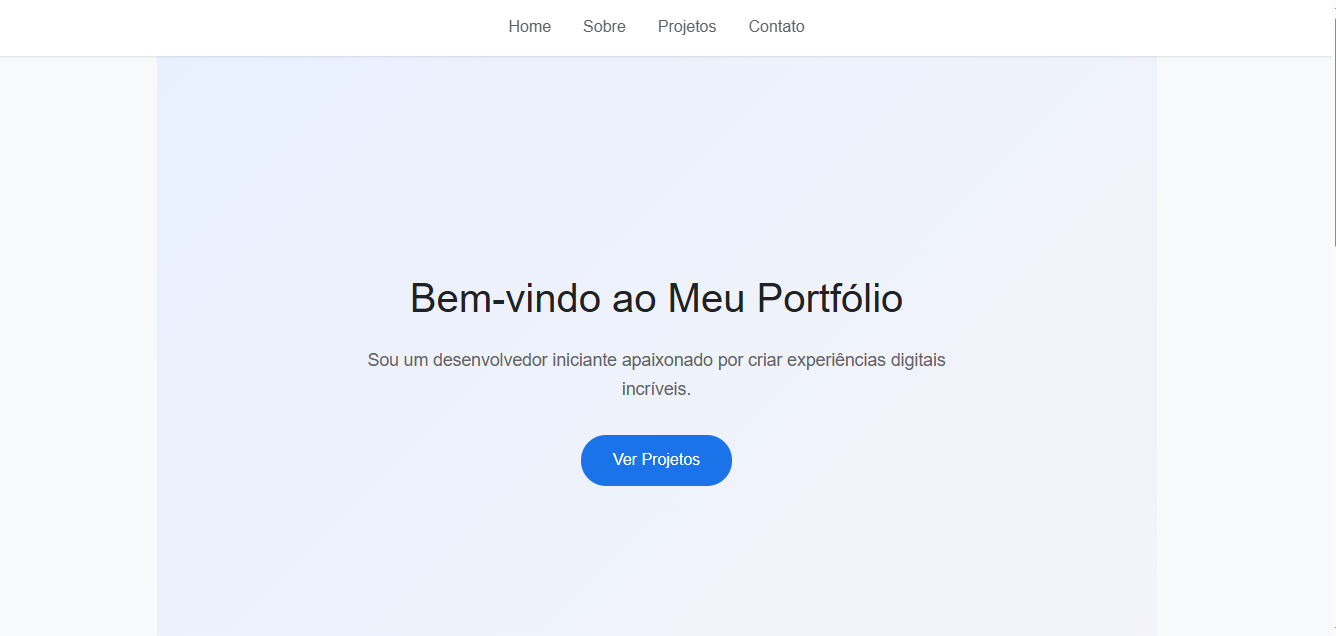 Home Sobre Projetos Contato
Bem-vindo ao Meu Portfólio
Sou um desenvolvedor iniciante apaixonado por criar experiências digitais
incríveis.
Ver Projetos